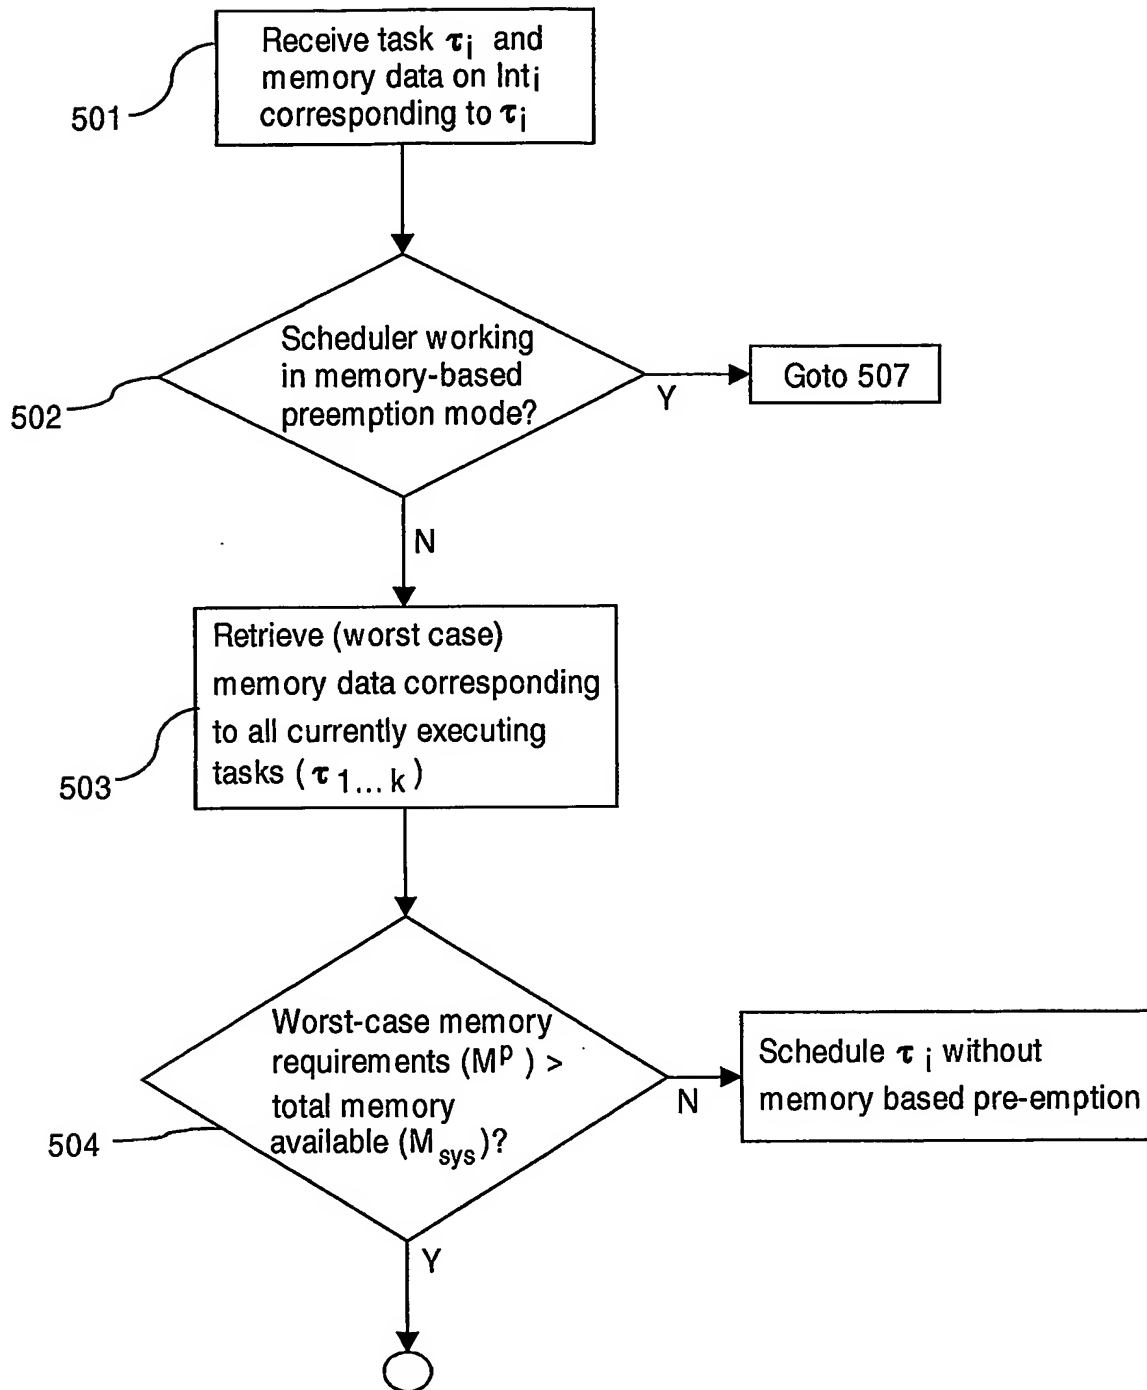 Receive task τi and
memory data on Inti
corresponding to τi
501
Scheduler working
in memory-based
preemption mode?
502
Y
Goto 507
N
Retrieve (worst case)
memory data corresponding
to all currently executing
tasks (τ 1... k)
503
Worst-case memory
requirements (Mp) >
total memory
available (Msys)?
504
N
Schedule τ i without
memory based pre-emption
Y